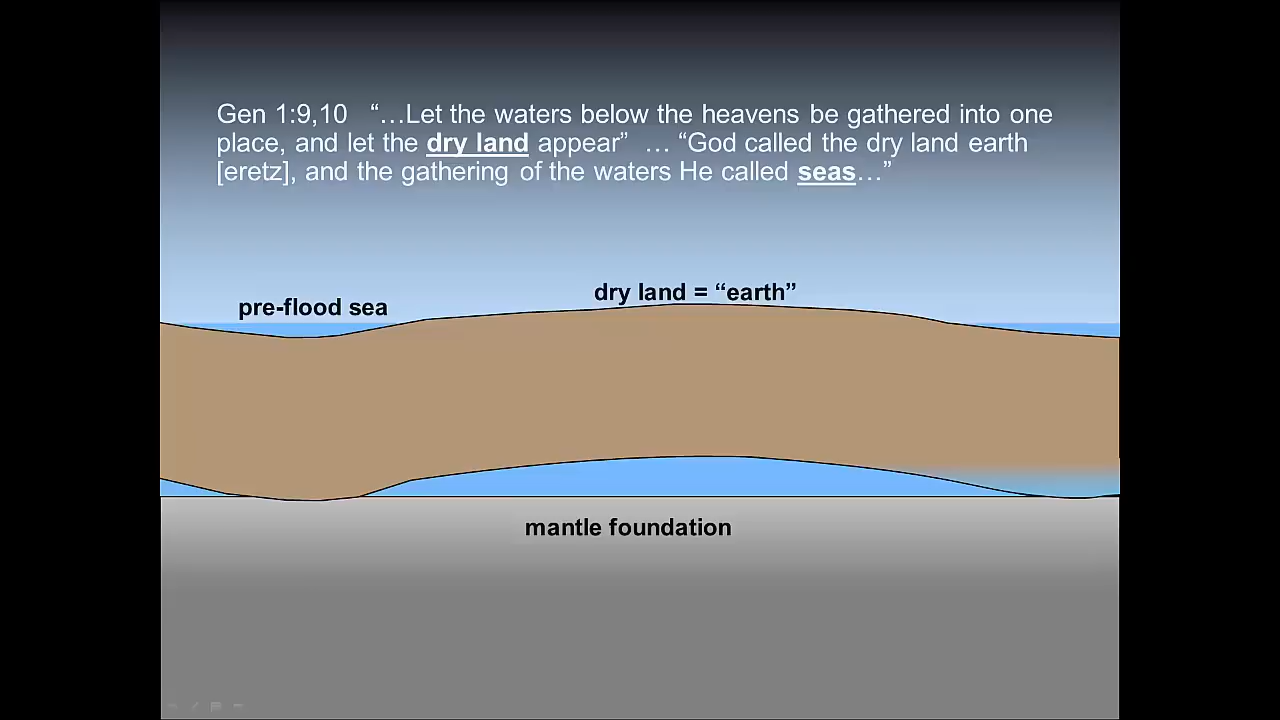 Gen 1:9,10 “…Let the waters below the heavens be gathered into one
place, and let the dry land appear” … “God called the dry land earth
[eretz], and the gathering of the waters He called seas…”
dry land = “earth”
pre-flood sea
mantle foundation